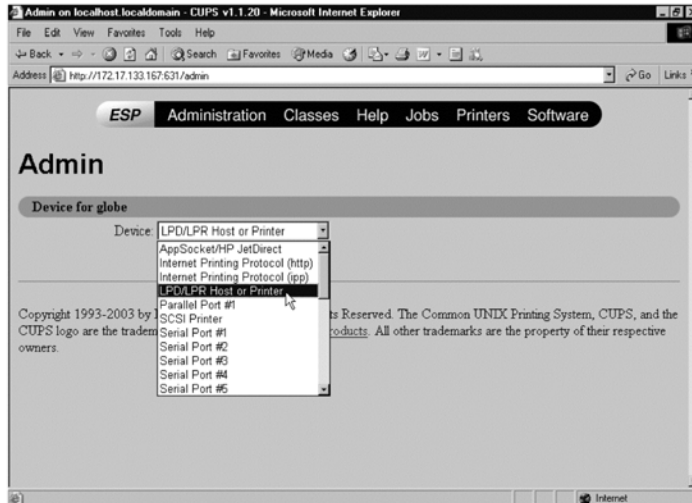 Admin on localhost.localdomain - CUPS v1.1.20 - Microsoft Internet Explorer
File Edit View Favorites Tools Help
Back Search Favorites Media
Address http://172.17.133.167:631/admin Go Links
ESP Administration Classes Help Jobs Printers Software
Admin
Device for globe
Device: LPD/LPR Host or Printer
AppSocket/HP JetDirect
Internet Printing Protocol (http)
Internet Printing Protocol (ipp)
LPD/LPR Host or Printer
Parallel Port #1
SCSI Printer
Serial Port #1
Serial Port #2
Serial Port #3
Serial Port #4
Serial Port #5
Copyright 1993-2003 by ts Reserved. The Common UNIX Printing System, CUPS, and the
CUPS logo are the tradem roducts. All other trademarks are the property of their respective
owners.
Internet